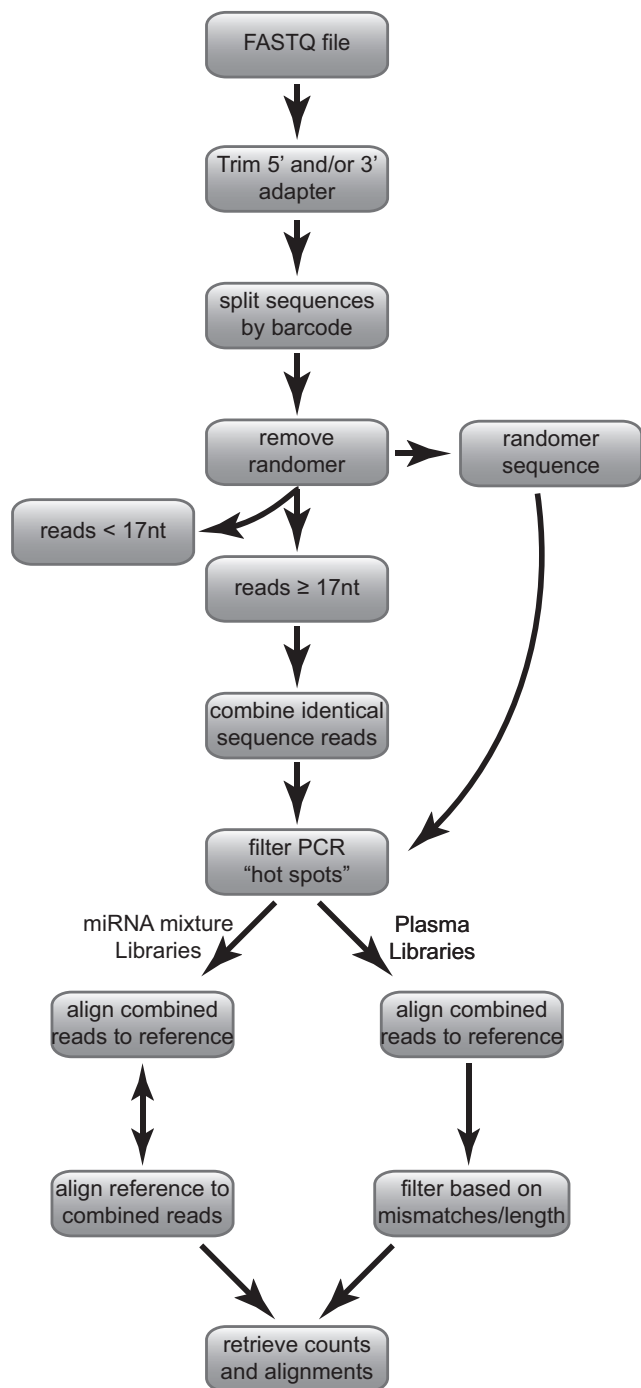 FASTQ file
Trim 5’ and/or 3’
adapter
split sequences
by barcode
remove
randomer
randomer
sequence
reads < 17nt
reads ≥ 17nt
combine identical
sequence reads
filter PCR
“hot spots”
miRNA mixture
Libraries
Plasma
Libraries
align combined
reads to reference
align combined
reads to reference
align reference to
combined reads
filter based on
mismatches/length
retrieve counts
and alignments